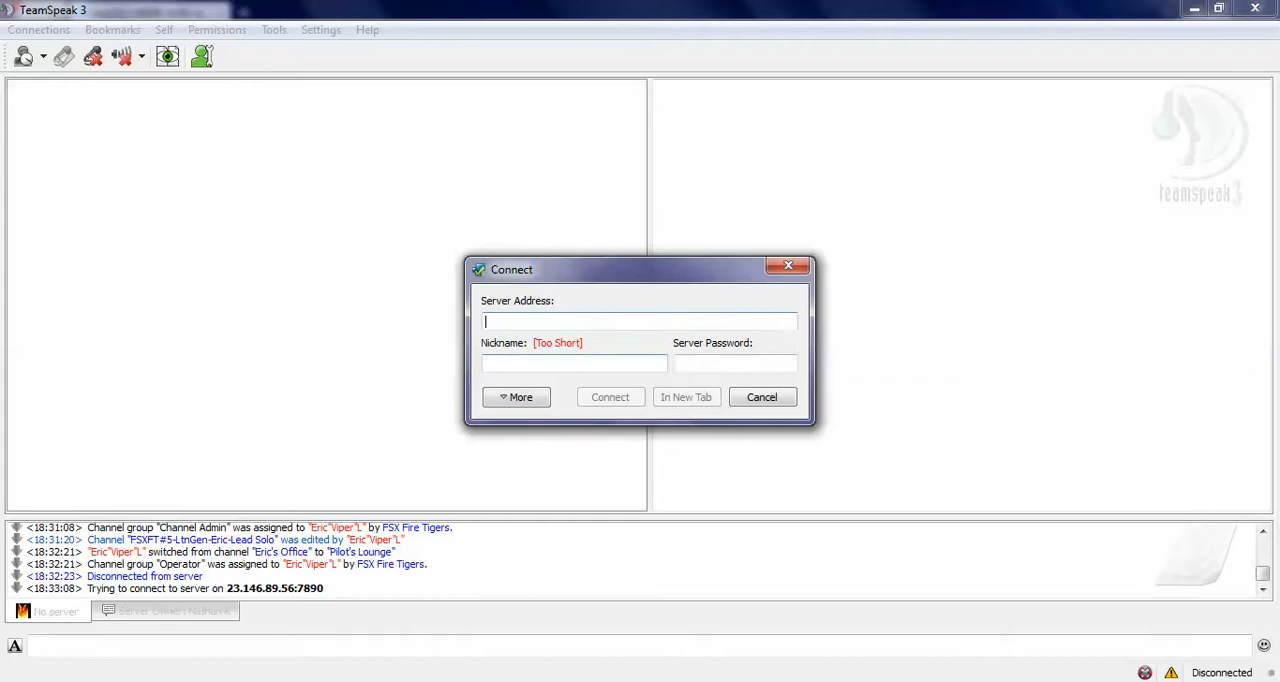 TeamSpeak 3
Connections Bookmarks Self Permissions Tools Settings Help
teamspeak 3
Connect
Server Address:
Nickname: [Too Short] Server Password:
More Connect In New Tab Cancel
<18:31:08> Channel group "Channel Admin" was assigned to "Eric"Viper"L" by FSX Fire Tigers.
<18:31:20> Channel "FSXFT#5-LtnGen-Eric-Lead Solo" was edited by "Eric"Viper"L"
<18:32:21> "Eric"Viper"L" switched from channel "Eric's Office" to "Pilot's Lounge"
<18:32:21> Channel group "Operator" was assigned to "Eric"Viper"L" by FSX Fire Tigers.
<18:32:23> Disconnected from server
<18:33:08> Trying to connect to server on 23.146.89.56:7890
No server Server Owner: Nathan K
A
Disconnected